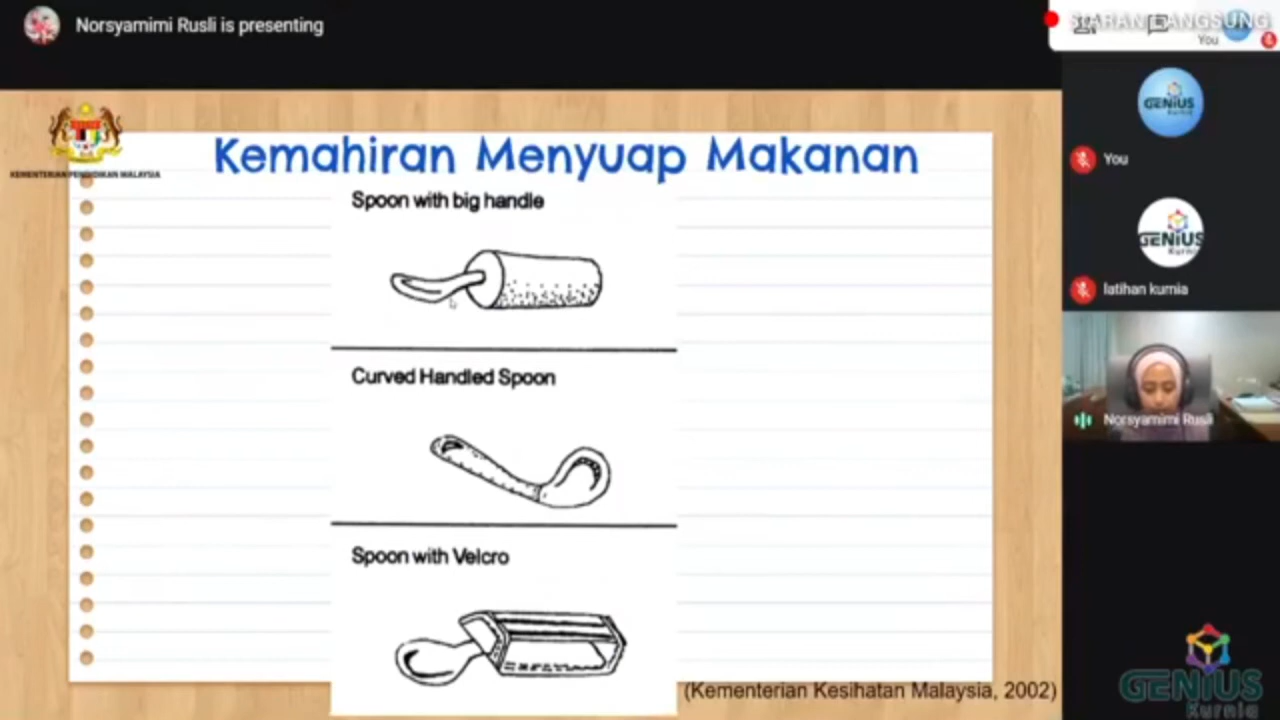 Norsyamimi Rusli is presenting
SIARAN LANGSUNG
You
GENiUS
Kurnia
You
KEMENTERIAN PENDIDIKAN MALAYSIA
Kemahiran Menyuap Makanan
Spoon with big handle
GENiUS
Kurnia
latihan kurnia
Curved Handled Spoon
Norsyamimi Rusli
Spoon with Velcro
(Kementerian Kesihatan Malaysia, 2002)
GENiUS
Kurnia